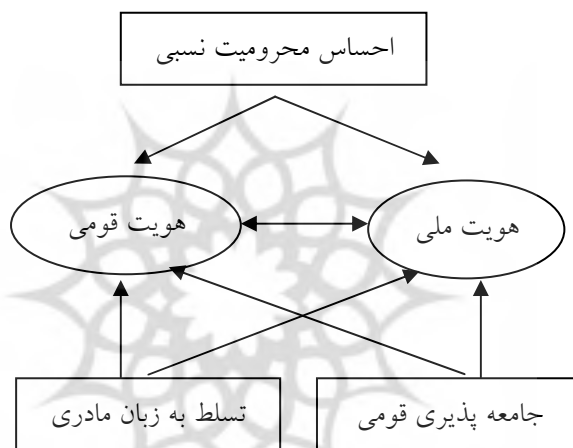 احساس محرومیت نسبی
هویت ملی
هویت قومی
جامعه پذیری قومی
تسلط به زبان مادری